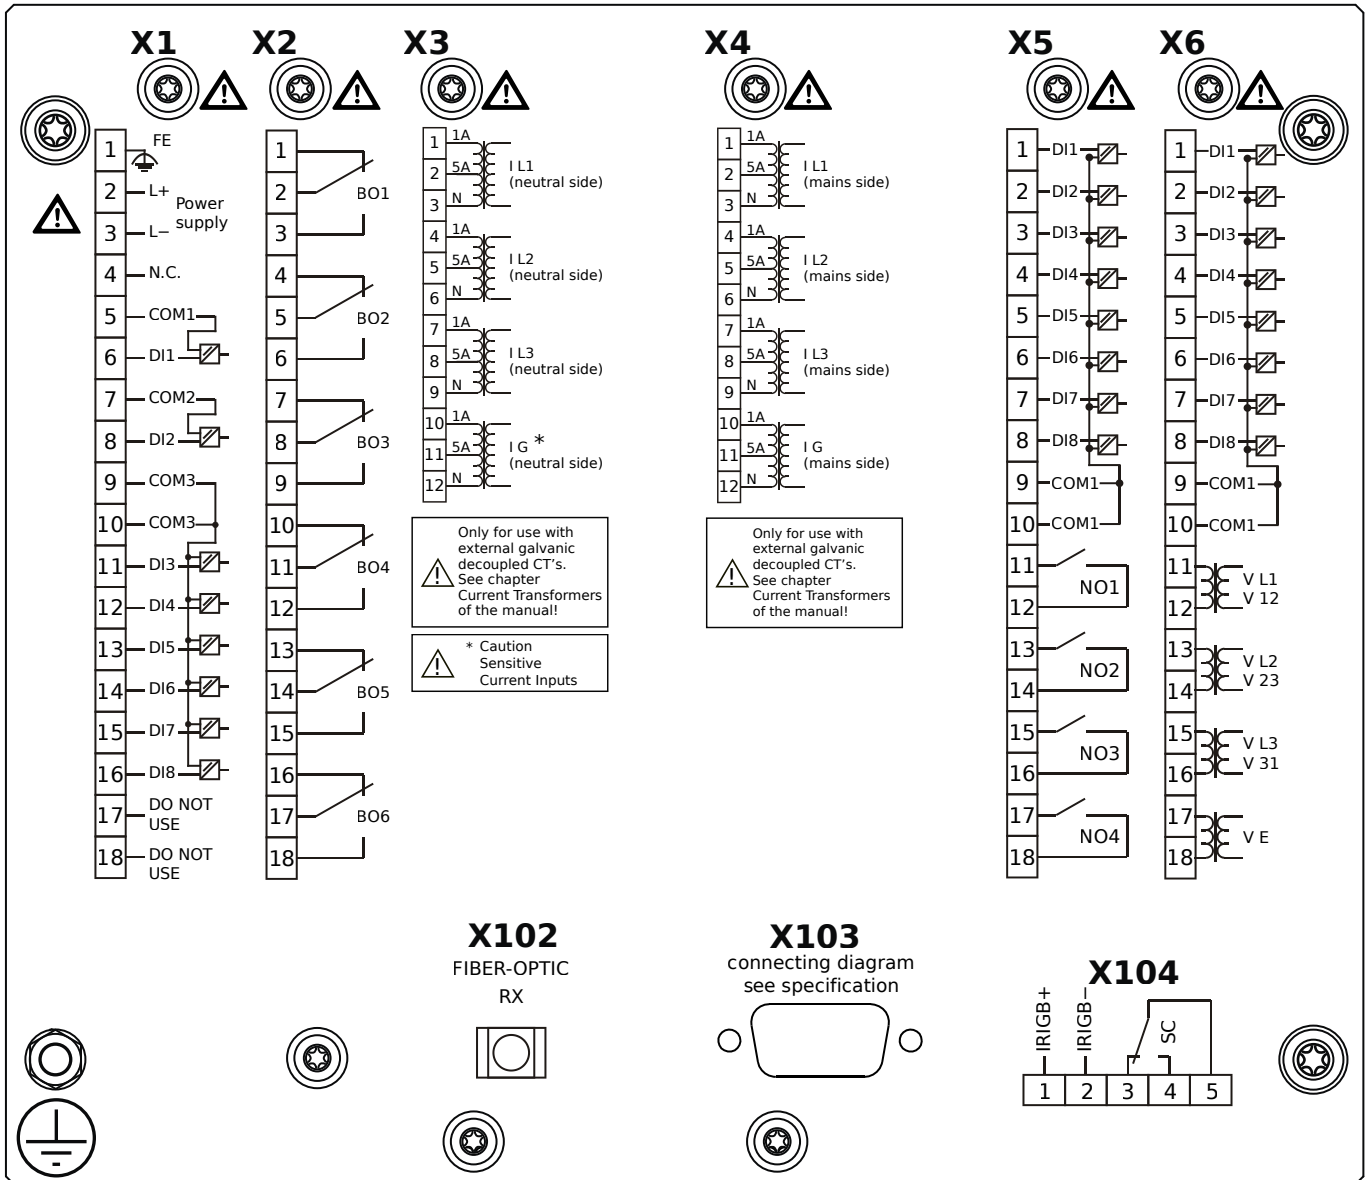 X1
X2
X3
X4
X5
X6
1
FE
2
L+
Power
supply
3
L−
4
N.C.
5
COM1
6
DI1
7
COM2
8
DI2
9
COM3
10
COM3
11
DI3
12
DI4
13
DI5
14
DI6
15
DI7
16
DI8
17
DO NOT
USE
18
DO NOT
USE
1
2
BO1
3
4
5
BO2
6
7
8
BO3
9
10
11
BO4
12
13
14
BO5
15
16
17
BO6
18
1
1A
2
5A
I L1
(neutral side)
3
N
4
1A
5
5A
I L2
(neutral side)
6
N
7
1A
8
5A
I L3
(neutral side)
9
N
10
1A
11
5A
I G *
(neutral side)
12
N
Only for use with
external galvanic
decoupled CT’s.
See chapter
Current Transformers
of the manual!
* Caution
Sensitive
Current Inputs
1
1A
2
5A
I L1
(mains side)
3
N
4
1A
5
5A
I L2
(mains side)
6
N
7
1A
8
5A
I L3
(mains side)
9
N
10
1A
11
5A
I G
(mains side)
12
N
Only for use with
external galvanic
decoupled CT’s.
See chapter
Current Transformers
of the manual!
1
DI1
2
DI2
3
DI3
4
DI4
5
DI5
6
DI6
7
DI7
8
DI8
9
COM1
10
COM1
11
NO1
12
13
NO2
14
15
NO3
16
17
NO4
18
1
DI1
2
DI2
3
DI3
4
DI4
5
DI5
6
DI6
7
DI7
8
DI8
9
COM1
10
COM1
11
V L1
V 12
12
13
V L2
V 23
14
15
V L3
V 31
16
17
V E
18
X102
FIBER-OPTIC
RX
X103
connecting diagram
see specification
X104
IRIGB+
IRIGB−
SC
1
2
3
4
5